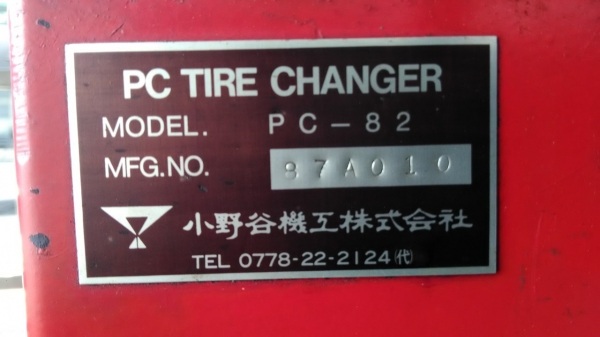 PC TIRE CHANGER
MODEL. PC-82
MFG.NO. 87A010
小野谷機工株式会社
TEL 0778-22-2124㈹